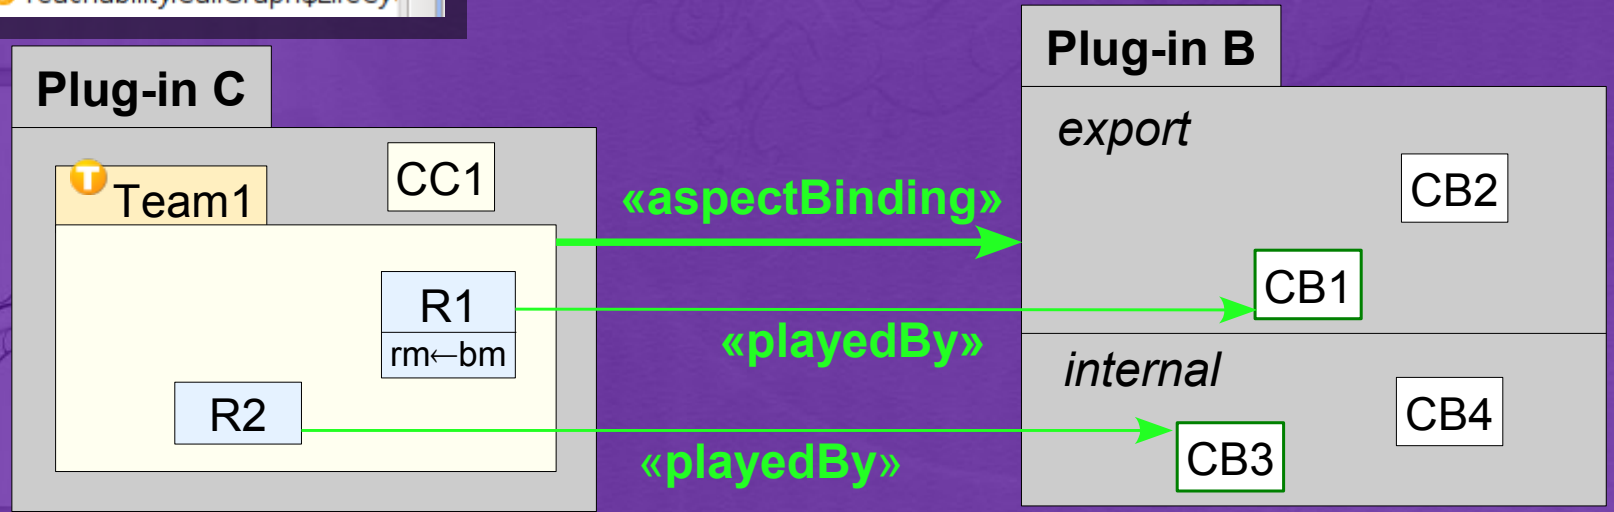 Plug-in C
T
Team1
CC1
R1
rm←bm
R2
«aspectBinding»
«playedBy»
«playedBy»
Plug-in B
export
CB2
CB1
internal
CB4
CB3